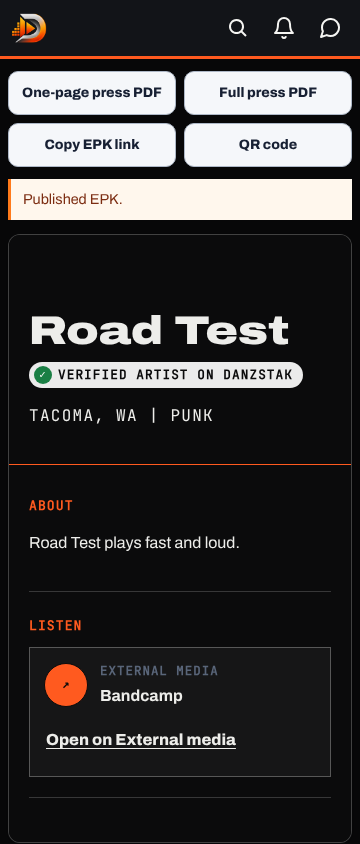 One-page press PDF
Full press PDF
Copy EPK link
QR code
Published EPK.
Road Test
✓ VERIFIED ARTIST ON DANZSTAK
TACOMA, WA | PUNK
ABOUT
Road Test plays fast and loud.
LISTEN
↗
EXTERNAL MEDIA
Bandcamp
Open on External media